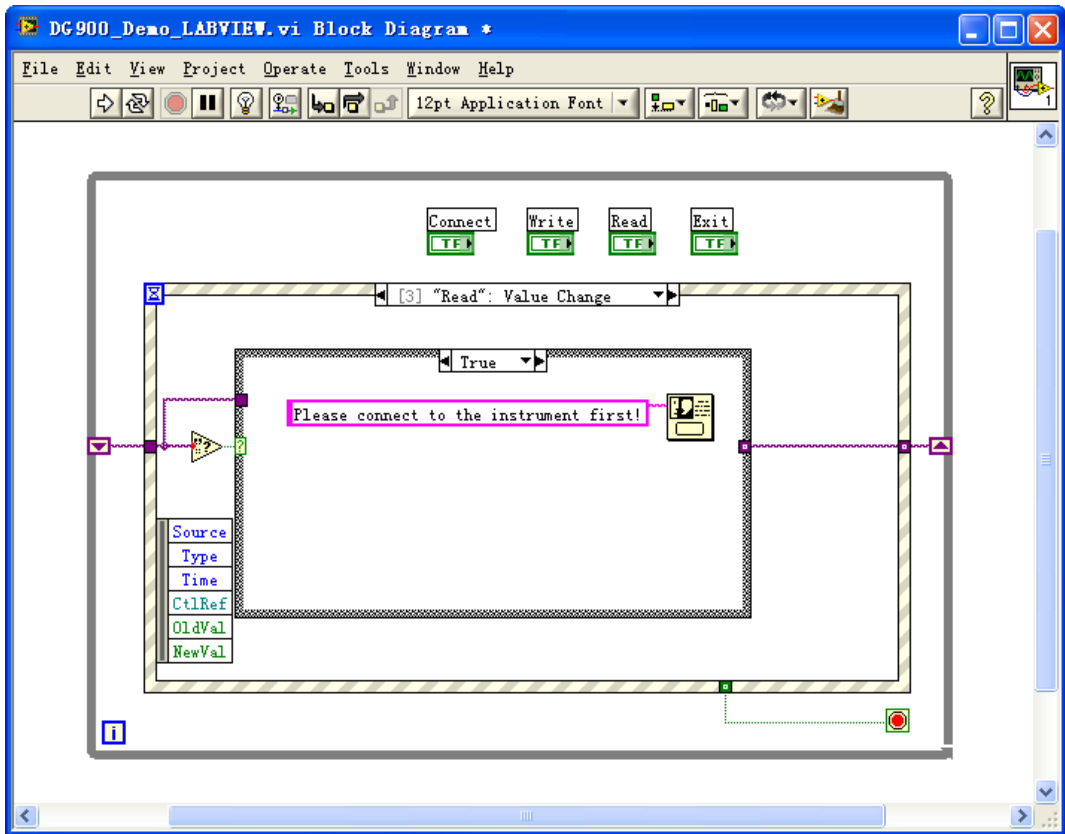 DG900_Demo_LABVIEW.vi Block Diagram *
File Edit View Project Operate Tools Window Help
12pt Application Font
1
Connect Write Read Exit
TF TF TF TF
[3] "Read": Value Change
True
Please connect to the instrument first!
?
Source
Type
Time
CtlRef
OldVal
NewVal
i